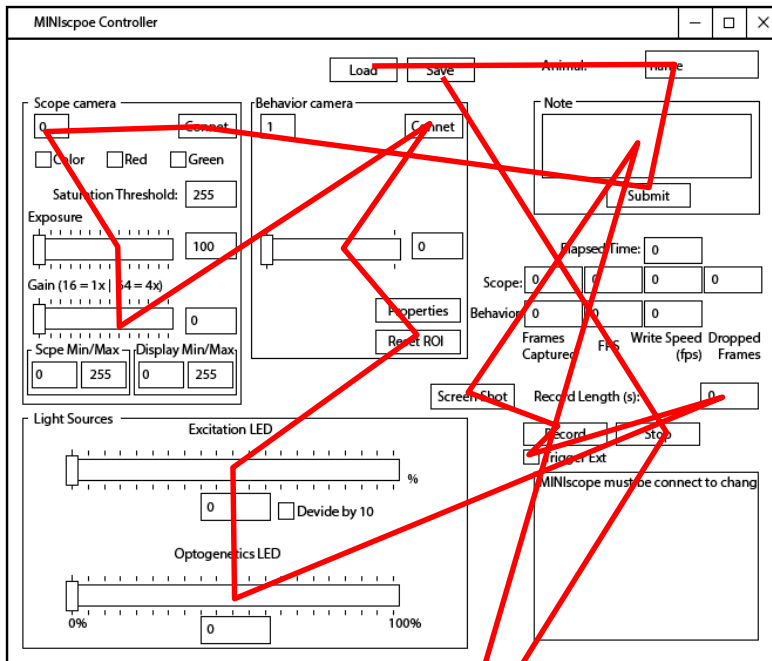 MINIscpoe Controller
Load Save Animal: name
Scope camera
0 Connet
Color Red Green
Saturation Threshold: 255
Exposure
100
Gain (16 = 1x | 64 = 4x)
0
Scpe Min/Max Display Min/Max
0 255 0 255
Behavior camera
1 Connet
0
Properties
Reset ROI
Note
Submit
Elapsed Time: 0
Scope: 0 0 0 0
Behavior 0 0 0
Frames Captured FPS Write Speed (fps) Dropped Frames
Screen Shot Record Length (s): 0
Record Stop
Trigger Ext
MINIscope must be connect to chang
Light Sources
Excitation LED
%
0 Devide by 10
Optogenetics LED
0% 100%
0